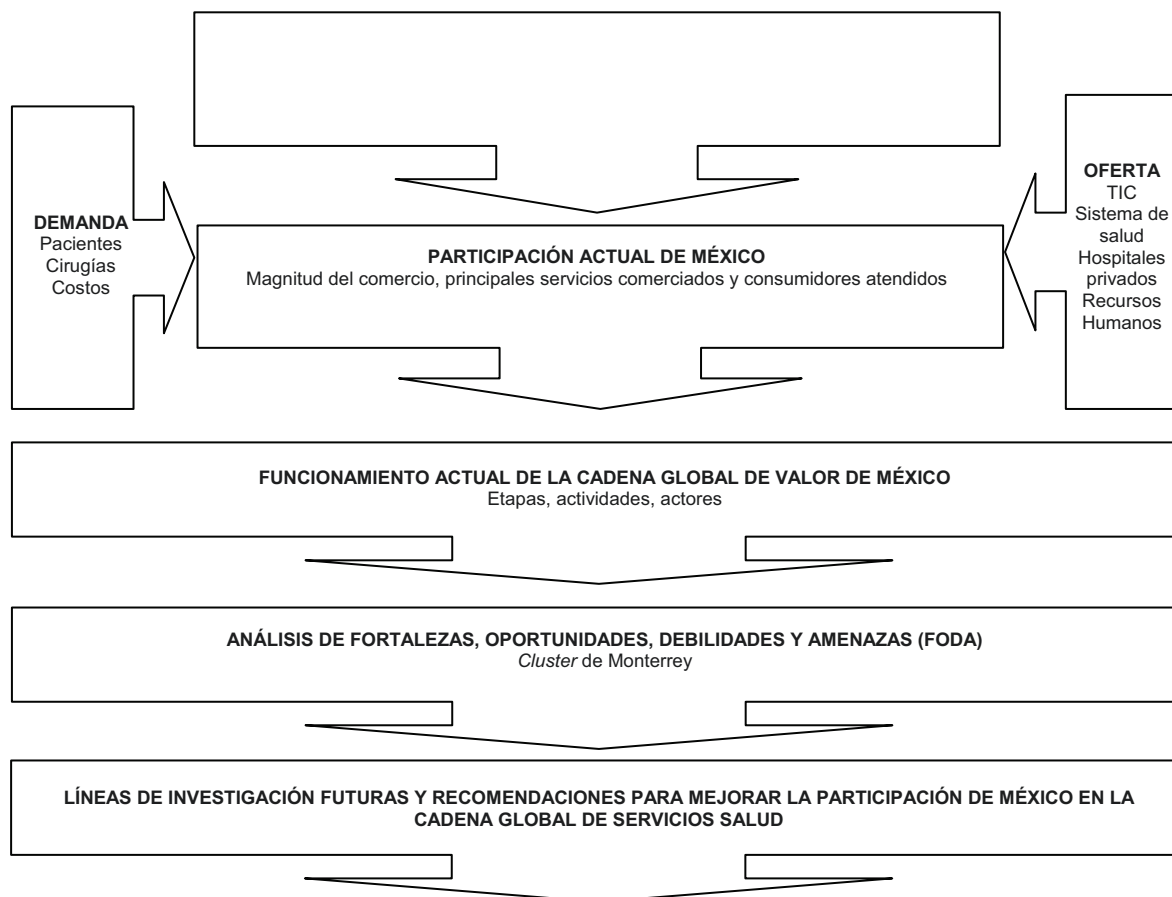 DEMANDA
Pacientes
Cirugías
Costos
PARTICIPACIÓN ACTUAL DE MÉXICO
Magnitud del comercio, principales servicios comerciados y consumidores atendidos
OFERTA
TIC
Sistema de
salud
Hospitales
privados
Recursos
Humanos
FUNCIONAMIENTO ACTUAL DE LA CADENA GLOBAL DE VALOR DE MÉXICO
Etapas, actividades, actores
ANÁLISIS DE FORTALEZAS, OPORTUNIDADES, DEBILIDADES Y AMENAZAS (FODA)
Cluster de Monterrey
LÍNEAS DE INVESTIGACIÓN FUTURAS Y RECOMENDACIONES PARA MEJORAR LA PARTICIPACIÓN DE MÉXICO EN LA
CADENA GLOBAL DE SERVICIOS SALUD